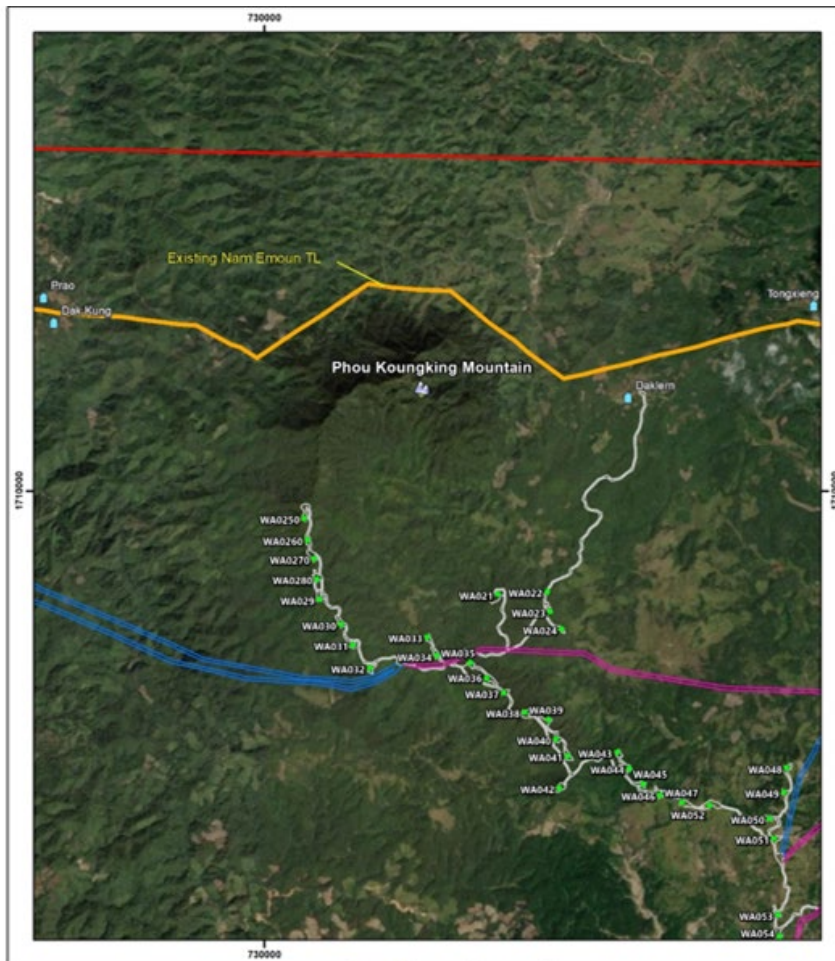 730000
Existing Nam Emoun TL
Prao
Tongxieng
Dak Kung
Phou Koungking Mountain
Daklem
1710000
1710000
WA0250
WA0260
WA0270
WA0280
WA029
WA021
WA022
WA023
WA030
WA024
WA033
WA031
WA034
WA035
WA032
WA036
WA037
WA038
WA039
WA040
WA041
WA043
WA044
WA045
WA048
WA042
WA046
WA047
WA049
WA052
WA050
WA051
WA053
WA054
730000